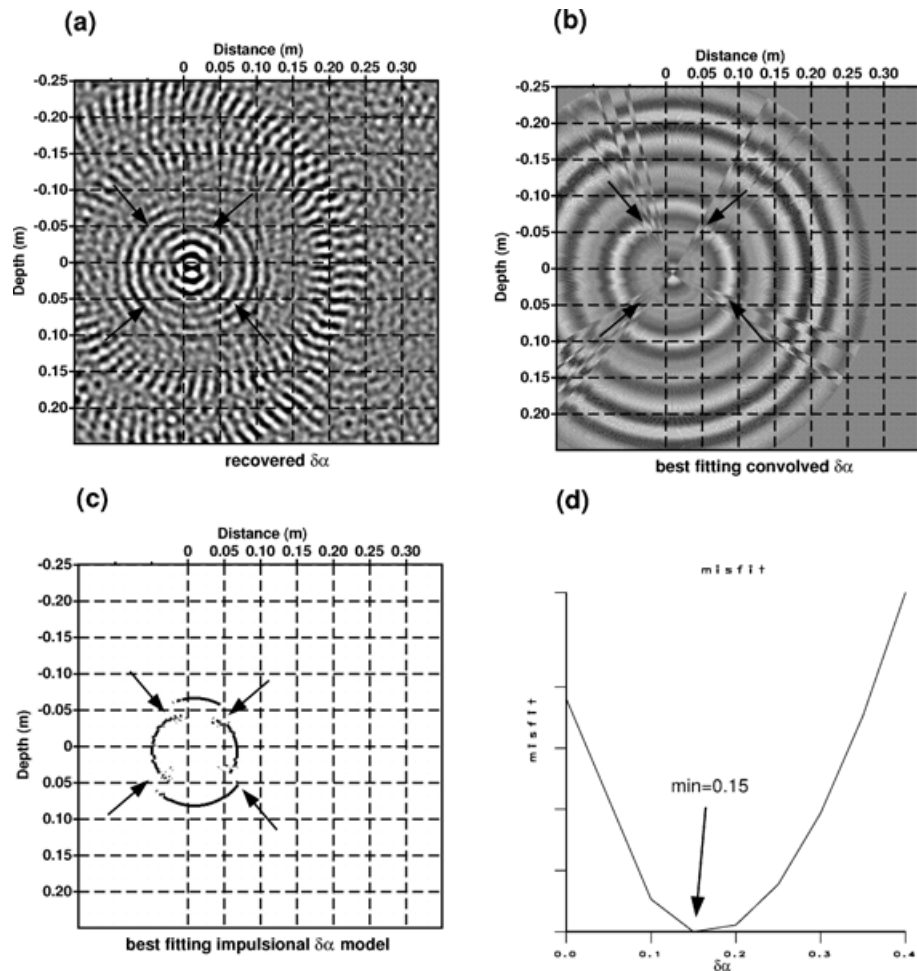 (a)
Distance (m)
0 0.05 0.10 0.15 0.20 0.25 0.30
-0.25
-0.20
-0.15
-0.10
-0.05
0
0.05
0.10
0.15
0.20
Depth (m)
recovered δα
(b)
Distance (m)
0 0.05 0.10 0.15 0.20 0.25 0.30
-0.25
-0.20
-0.15
-0.10
-0.05
0
0.05
0.10
0.15
0.20
Depth (m)
best fitting convolved δα
(c)
Distance (m)
0 0.05 0.10 0.15 0.20 0.25 0.30
-0.25
-0.20
-0.15
-0.10
-0.05
0
0.05
0.10
0.15
0.20
Depth (m)
best fitting impulsional δα model
(d)
misfit
misfit
min=0.15
0.0 0.1 0.2 0.3 0.4
δα